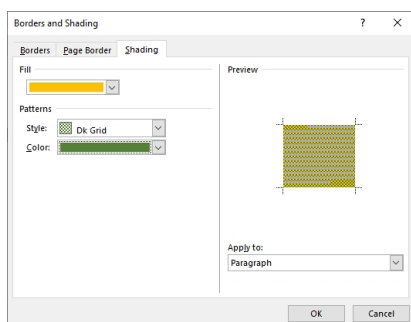 Borders and Shading ? ×
Borders Page Border Shading
Fill
Patterns
Style: Dk Grid
Color:
Preview
Apply to:
Paragraph
OK Cancel